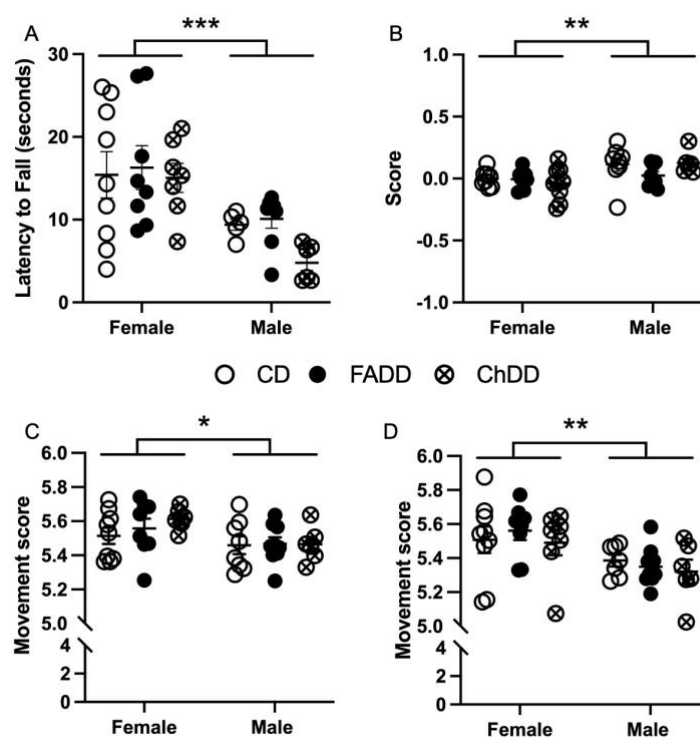 A
***
Latency to Fall (seconds)
30
20
10
0
Female
Male
B
**
Score
1.0
0.5
0.0
-0.5
-1.0
Female
Male
CD
FADD
ChDD
C
*
Movement score
6.0
5.8
5.6
5.4
5.2
5.0
4
2
0
Female
Male
D
**
Movement score
6.0
5.8
5.6
5.4
5.2
5.0
4
2
0
Female
Male